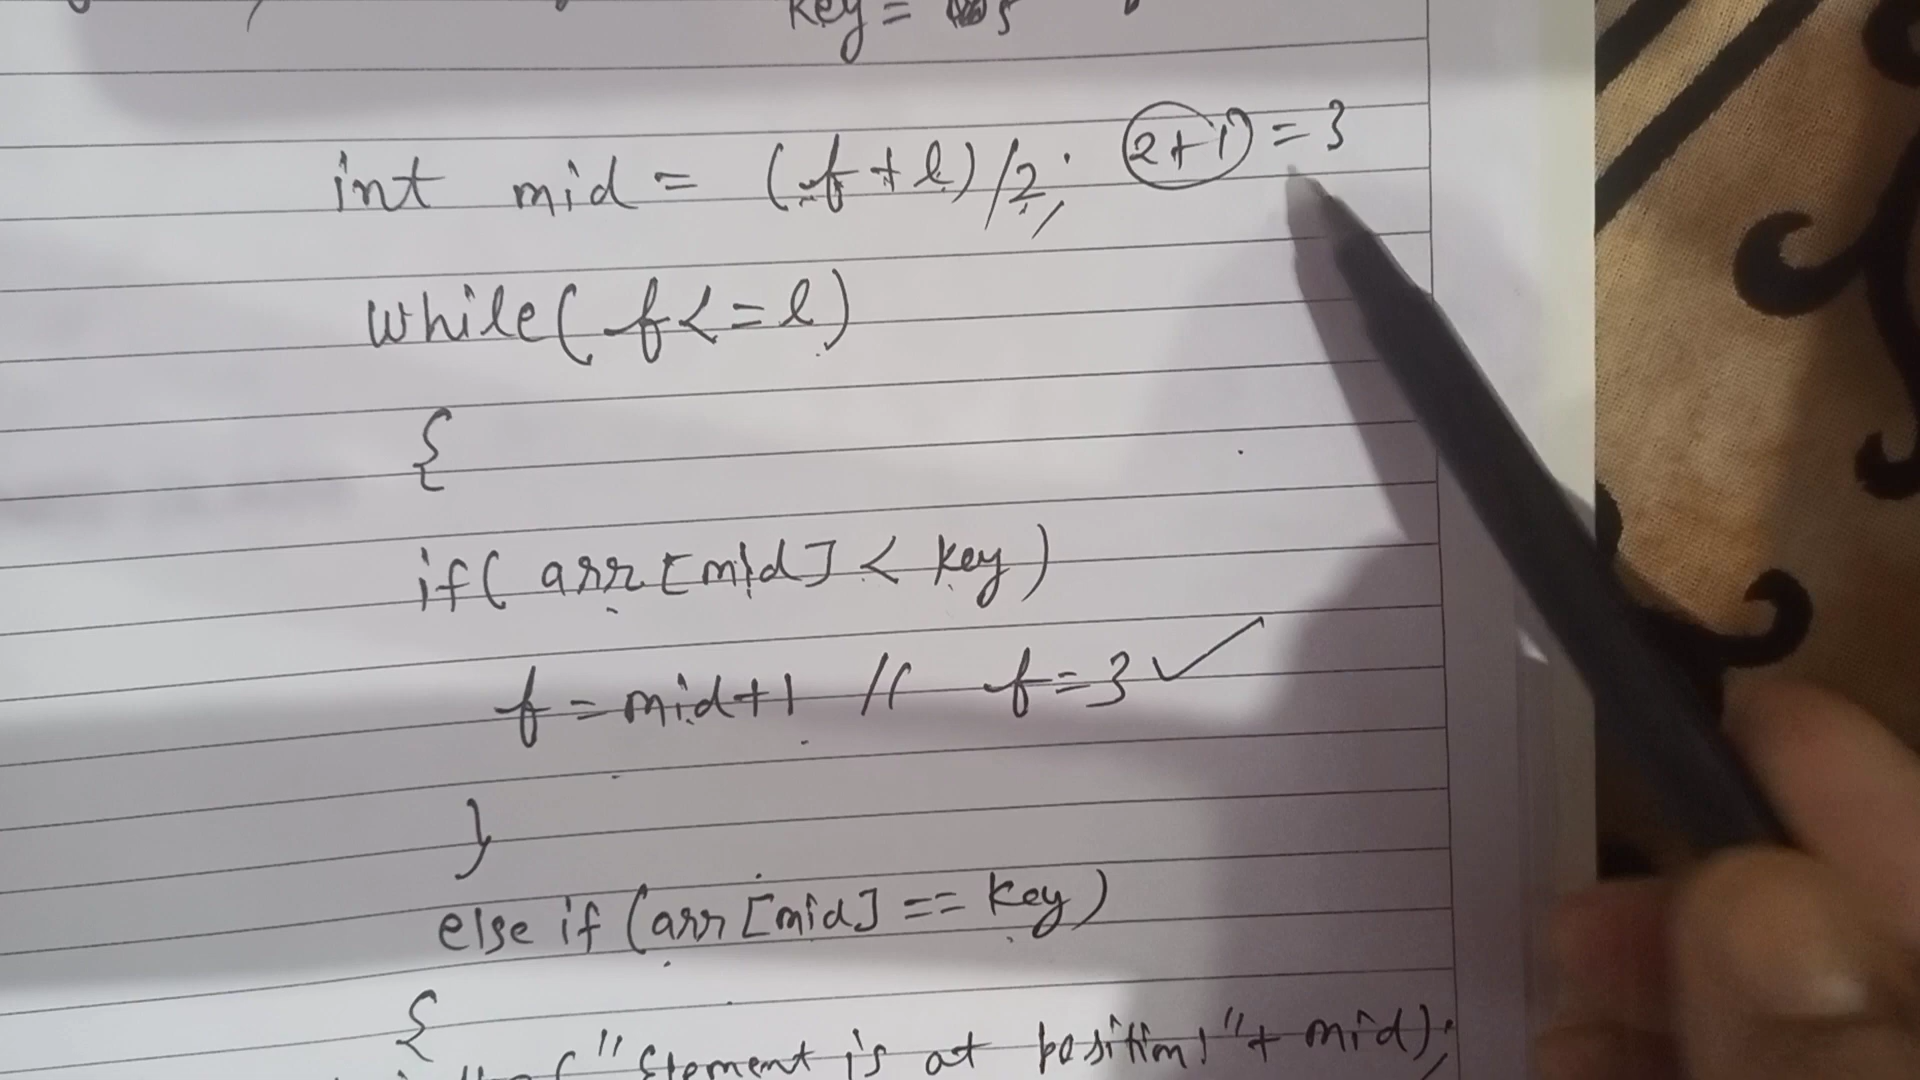 key = 5
int mid = (f+l)/2; 2+1 = 3
while( f<=l)
{
if( arr[mid] < key)
f = mid+1 // f=3 ✓
}
else if (arr[mid] == key)
{
("Element is at position:"+ mid);